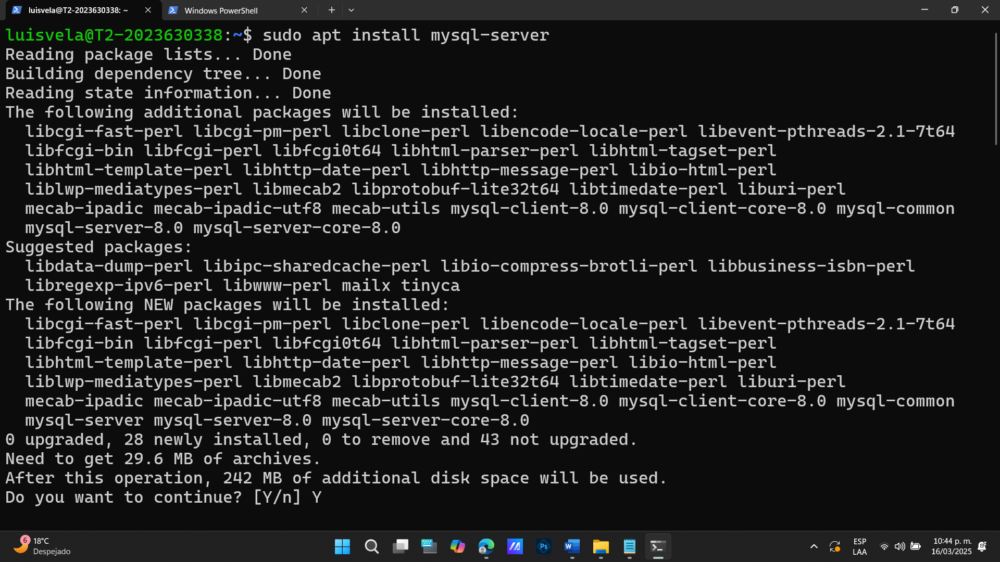 luisvela@T2-2023630338: ~
Windows PowerShell
luisvela@T2-2023630338:~$ sudo apt install mysql-server
Reading package lists... Done
Building dependency tree... Done
Reading state information... Done
The following additional packages will be installed:
  libcgi-fast-perl libcgi-pm-perl libclone-perl libencode-locale-perl libevent-pthreads-2.1-7t64
  libfcgi-bin libfcgi-perl libfcgi0t64 libhtml-parser-perl libhtml-tagset-perl
  libhtml-template-perl libhttp-date-perl libhttp-message-perl libio-html-perl
  liblwp-mediatypes-perl libmecab2 libprotobuf-lite32t64 libtimedate-perl liburi-perl
  mecab-ipadic mecab-ipadic-utf8 mecab-utils mysql-client-8.0 mysql-client-core-8.0 mysql-common
  mysql-server-8.0 mysql-server-core-8.0
Suggested packages:
  libdata-dump-perl libipc-sharedcache-perl libio-compress-brotli-perl libbusiness-isbn-perl
  libregexp-ipv6-perl libwww-perl mailx tinyca
The following NEW packages will be installed:
  libcgi-fast-perl libcgi-pm-perl libclone-perl libencode-locale-perl libevent-pthreads-2.1-7t64
  libfcgi-bin libfcgi-perl libfcgi0t64 libhtml-parser-perl libhtml-tagset-perl
  libhtml-template-perl libhttp-date-perl libhttp-message-perl libio-html-perl
  liblwp-mediatypes-perl libmecab2 libprotobuf-lite32t64 libtimedate-perl liburi-perl
  mecab-ipadic mecab-ipadic-utf8 mecab-utils mysql-client-8.0 mysql-client-core-8.0 mysql-common
  mysql-server mysql-server-8.0 mysql-server-core-8.0
0 upgraded, 28 newly installed, 0 to remove and 43 not upgraded.
Need to get 29.6 MB of archives.
After this operation, 242 MB of additional disk space will be used.
Do you want to continue? [Y/n] Y
6
18°C
Despejado
Ps
W
ESP
LAA
10:44 p. m.
16/03/2025